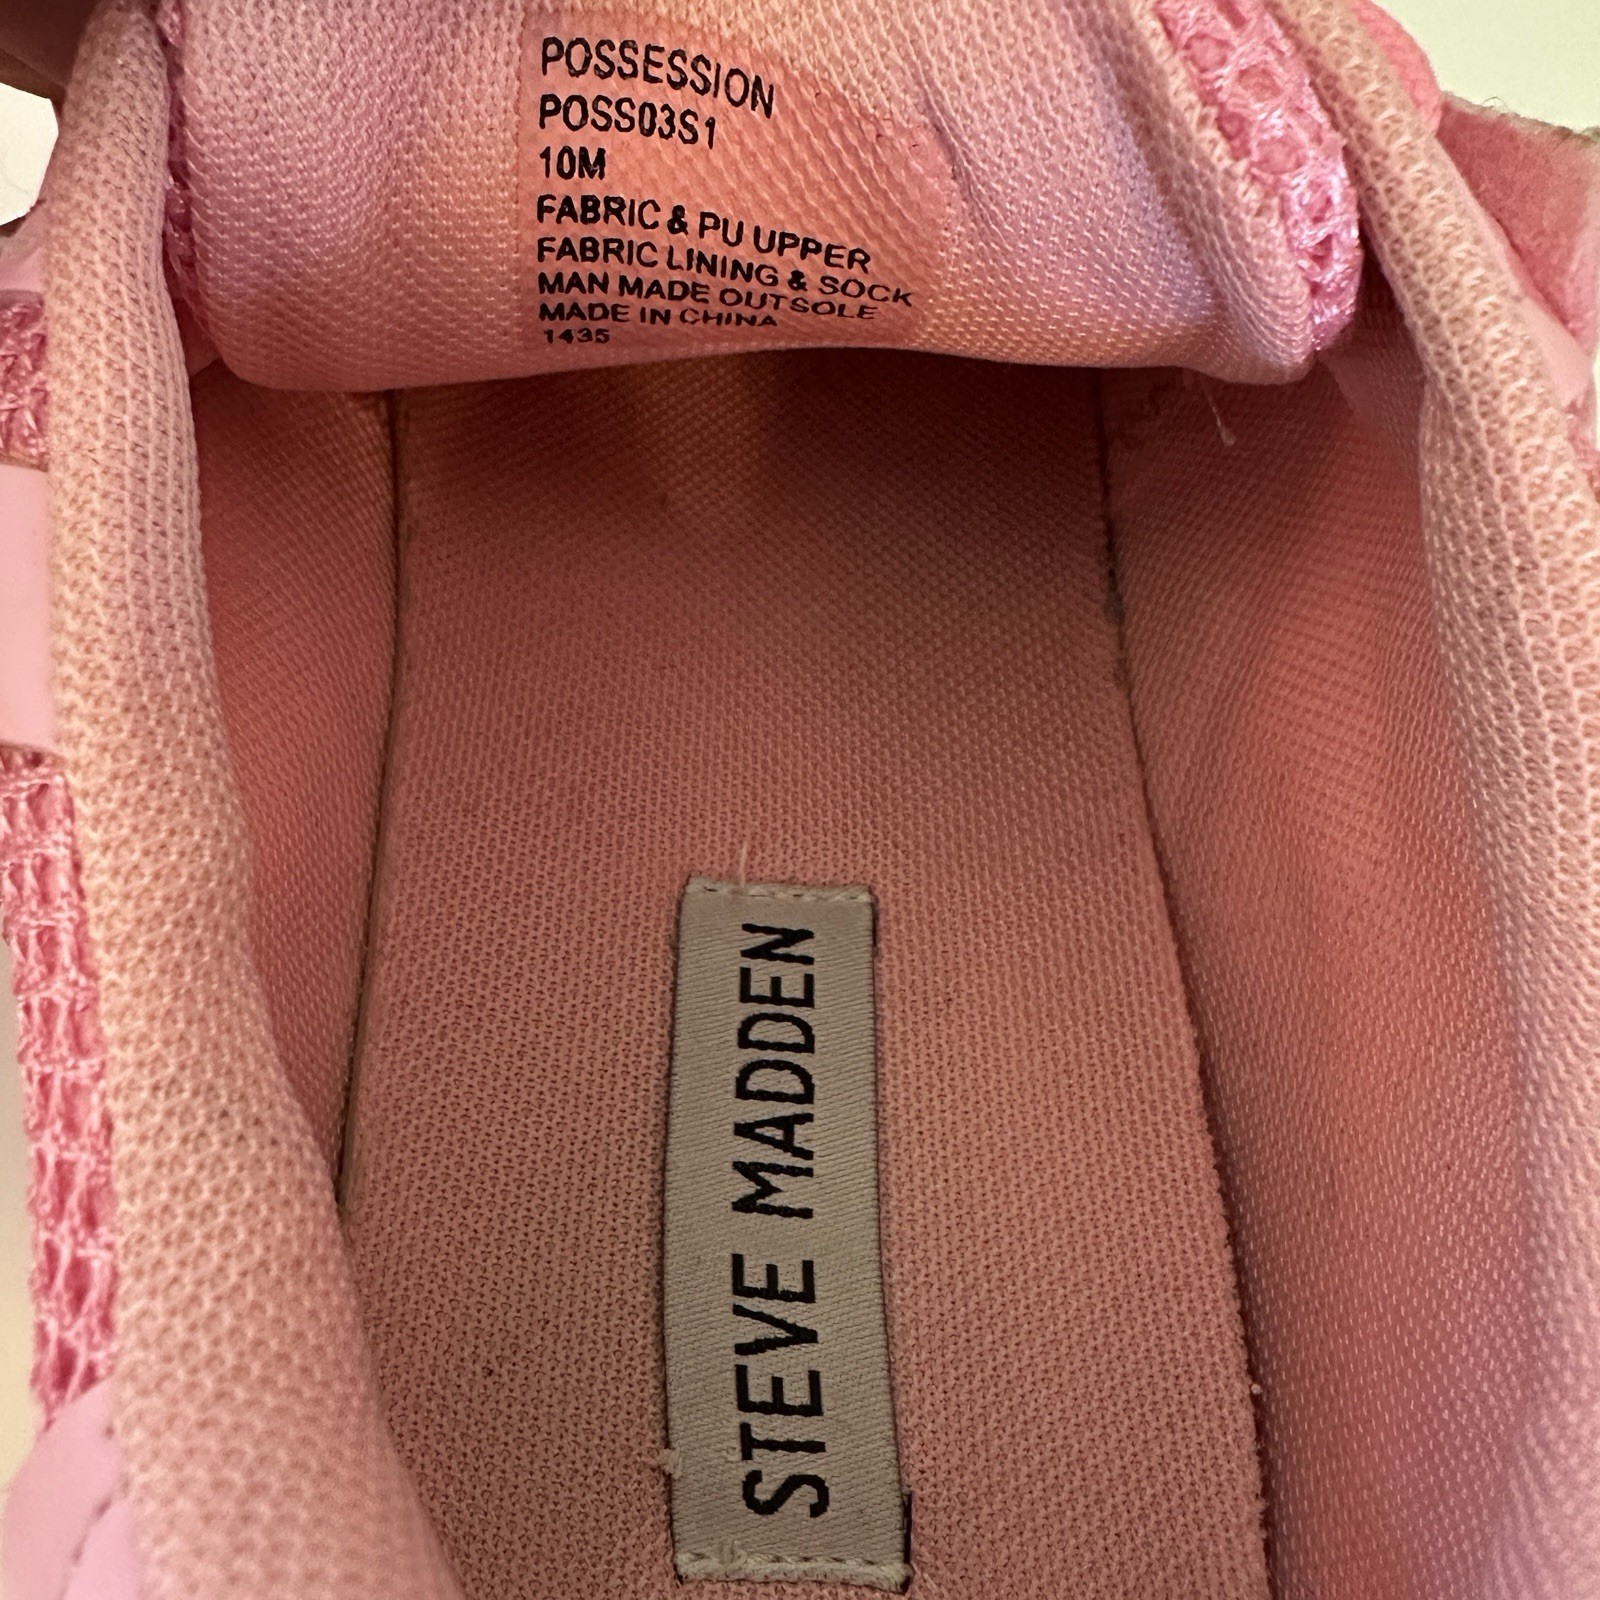 POSSESSION
POSS03S1
10M
FABRIC & PU UPPER
FABRIC LINING & SOCK
MAN MADE OUTSOLE
MADE IN CHINA
1435
STEVE MADDEN